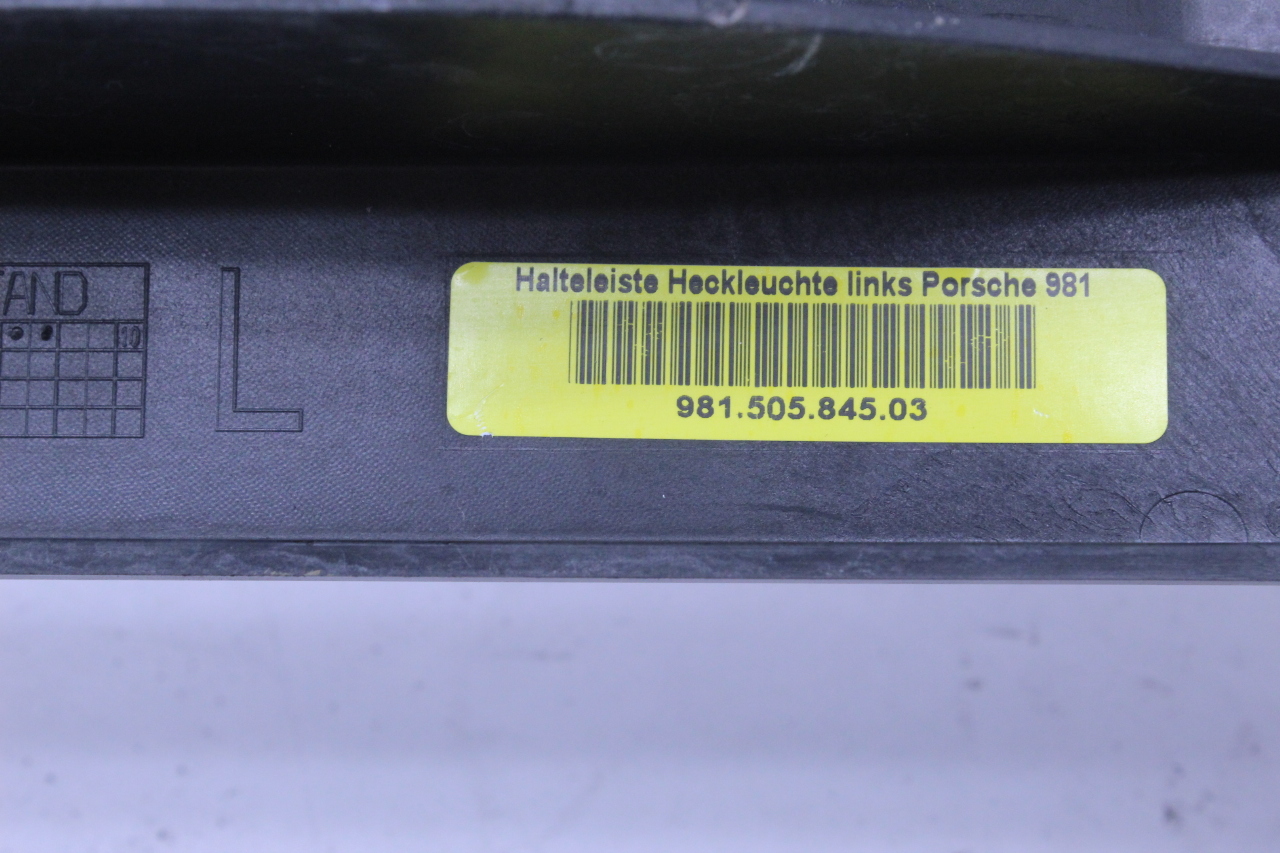 Halteleiste Heckleuchte links Porsche 981
981.505.845.03
TAND
10
L